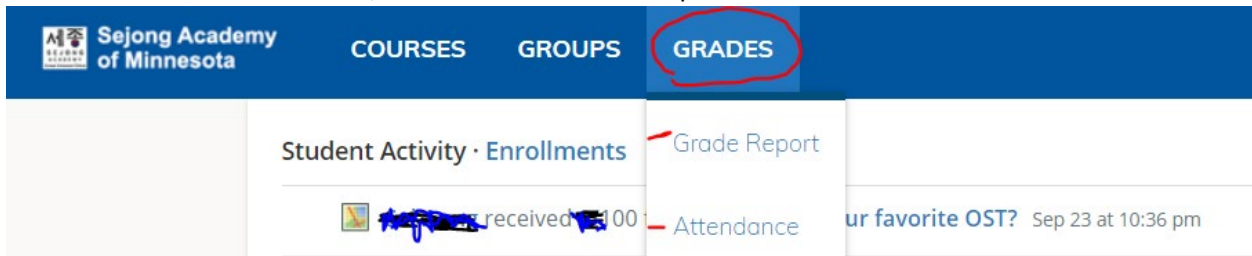 세종 Sejong Academy of Minnesota
COURSES GROUPS GRADES
Grade Report
Student Activity · Enrollments
received 100
ur favorite OST? Sep 23 at 10:36 pm
Attendance